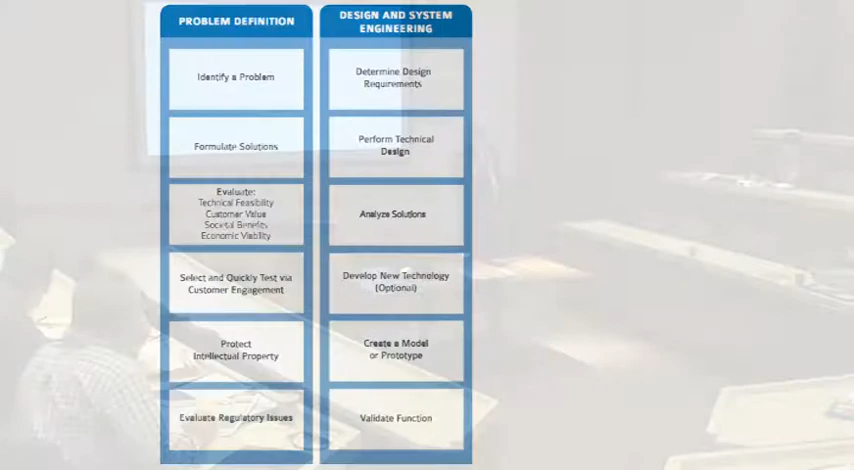 PROBLEM DEFINITION
Identify a Problem
Formulate Solutions
Evaluate:
Technical Feasibility
Customer Value
Societal Benefits
Economic Viability
Select and Quickly Test via
Customer Engagement
Protect
Intellectual Property
Evaluate Regulatory Issues
DESIGN AND SYSTEM
ENGINEERING
Determine Design
Requirements
Perform Technical
Design
Analyze Solutions
Develop New Technology
(Optional)
Create a Model
or Prototype
Validate Function